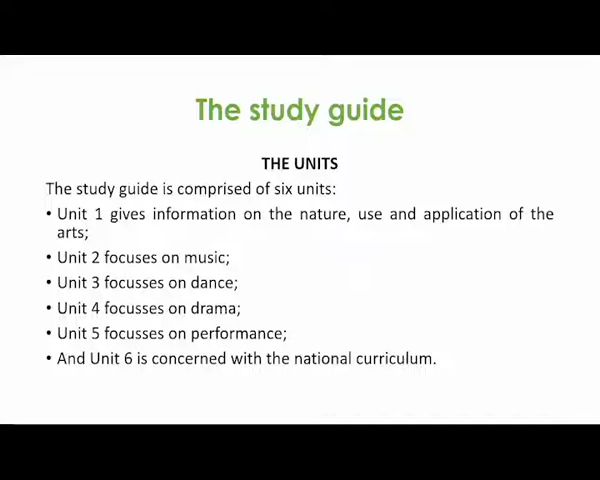 The study guide
THE UNITS
The study guide is comprised of six units:
• Unit 1 gives information on the nature, use and application of the
arts;
• Unit 2 focuses on music;
• Unit 3 focusses on dance;
• Unit 4 focusses on drama;
• Unit 5 focusses on performance;
• And Unit 6 is concerned with the national curriculum.